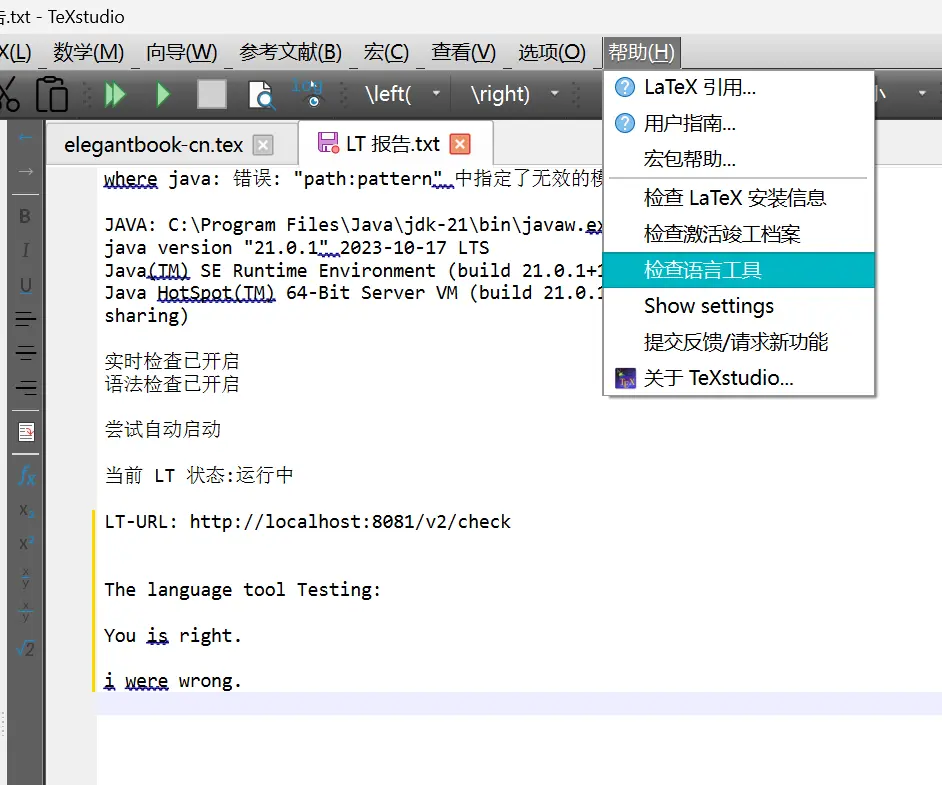 告.txt - TeXstudio
X(L) 数学(M) 向导(W) 参考文献(B) 宏(C) 查看(V) 选项(O) 帮助(H)
log \left( \right)
LaTeX 引用...
用户指南...
宏包帮助...
检查 LaTeX 安装信息
检查激活竣工档案
检查语言工具
Show settings
提交反馈/请求新功能
关于 TeXstudio...
elegantbook-cn.tex LT 报告.txt
where java: 错误: "path:pattern" 中指定了无效的模
JAVA: C:\Program Files\Java\jdk-21\bin\javaw.ex
java version "21.0.1" 2023-10-17 LTS
Java(TM) SE Runtime Environment (build 21.0.1+1
Java HotSpot(TM) 64-Bit Server VM (build 21.0.1
sharing)
实时检查已开启
语法检查已开启
尝试自动启动
当前 LT 状态:运行中
LT-URL: http://localhost:8081/v2/check
The language tool Testing:
You is right.
i were wrong.